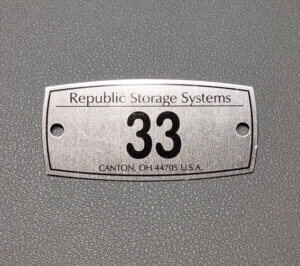 Republic Storage Systems
33
CANTON, OH 44705 U.S.A.